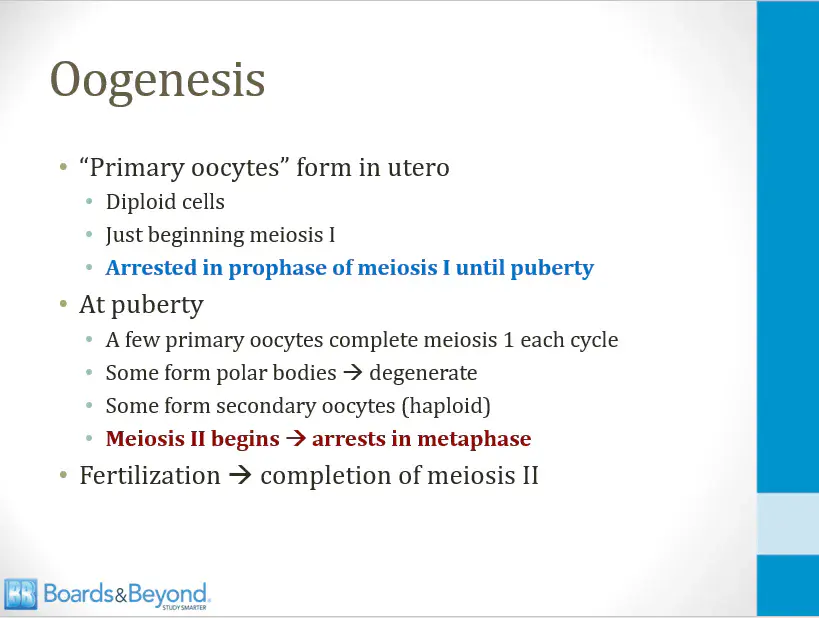 Oogenesis
• “Primary oocytes” form in utero
• Diploid cells
• Just beginning meiosis I
• Arrested in prophase of meiosis I until puberty
• At puberty
• A few primary oocytes complete meiosis 1 each cycle
• Some form polar bodies → degenerate
• Some form secondary oocytes (haploid)
• Meiosis II begins → arrests in metaphase
• Fertilization → completion of meiosis II
BB Boards&Beyond.
STUDY SMARTER